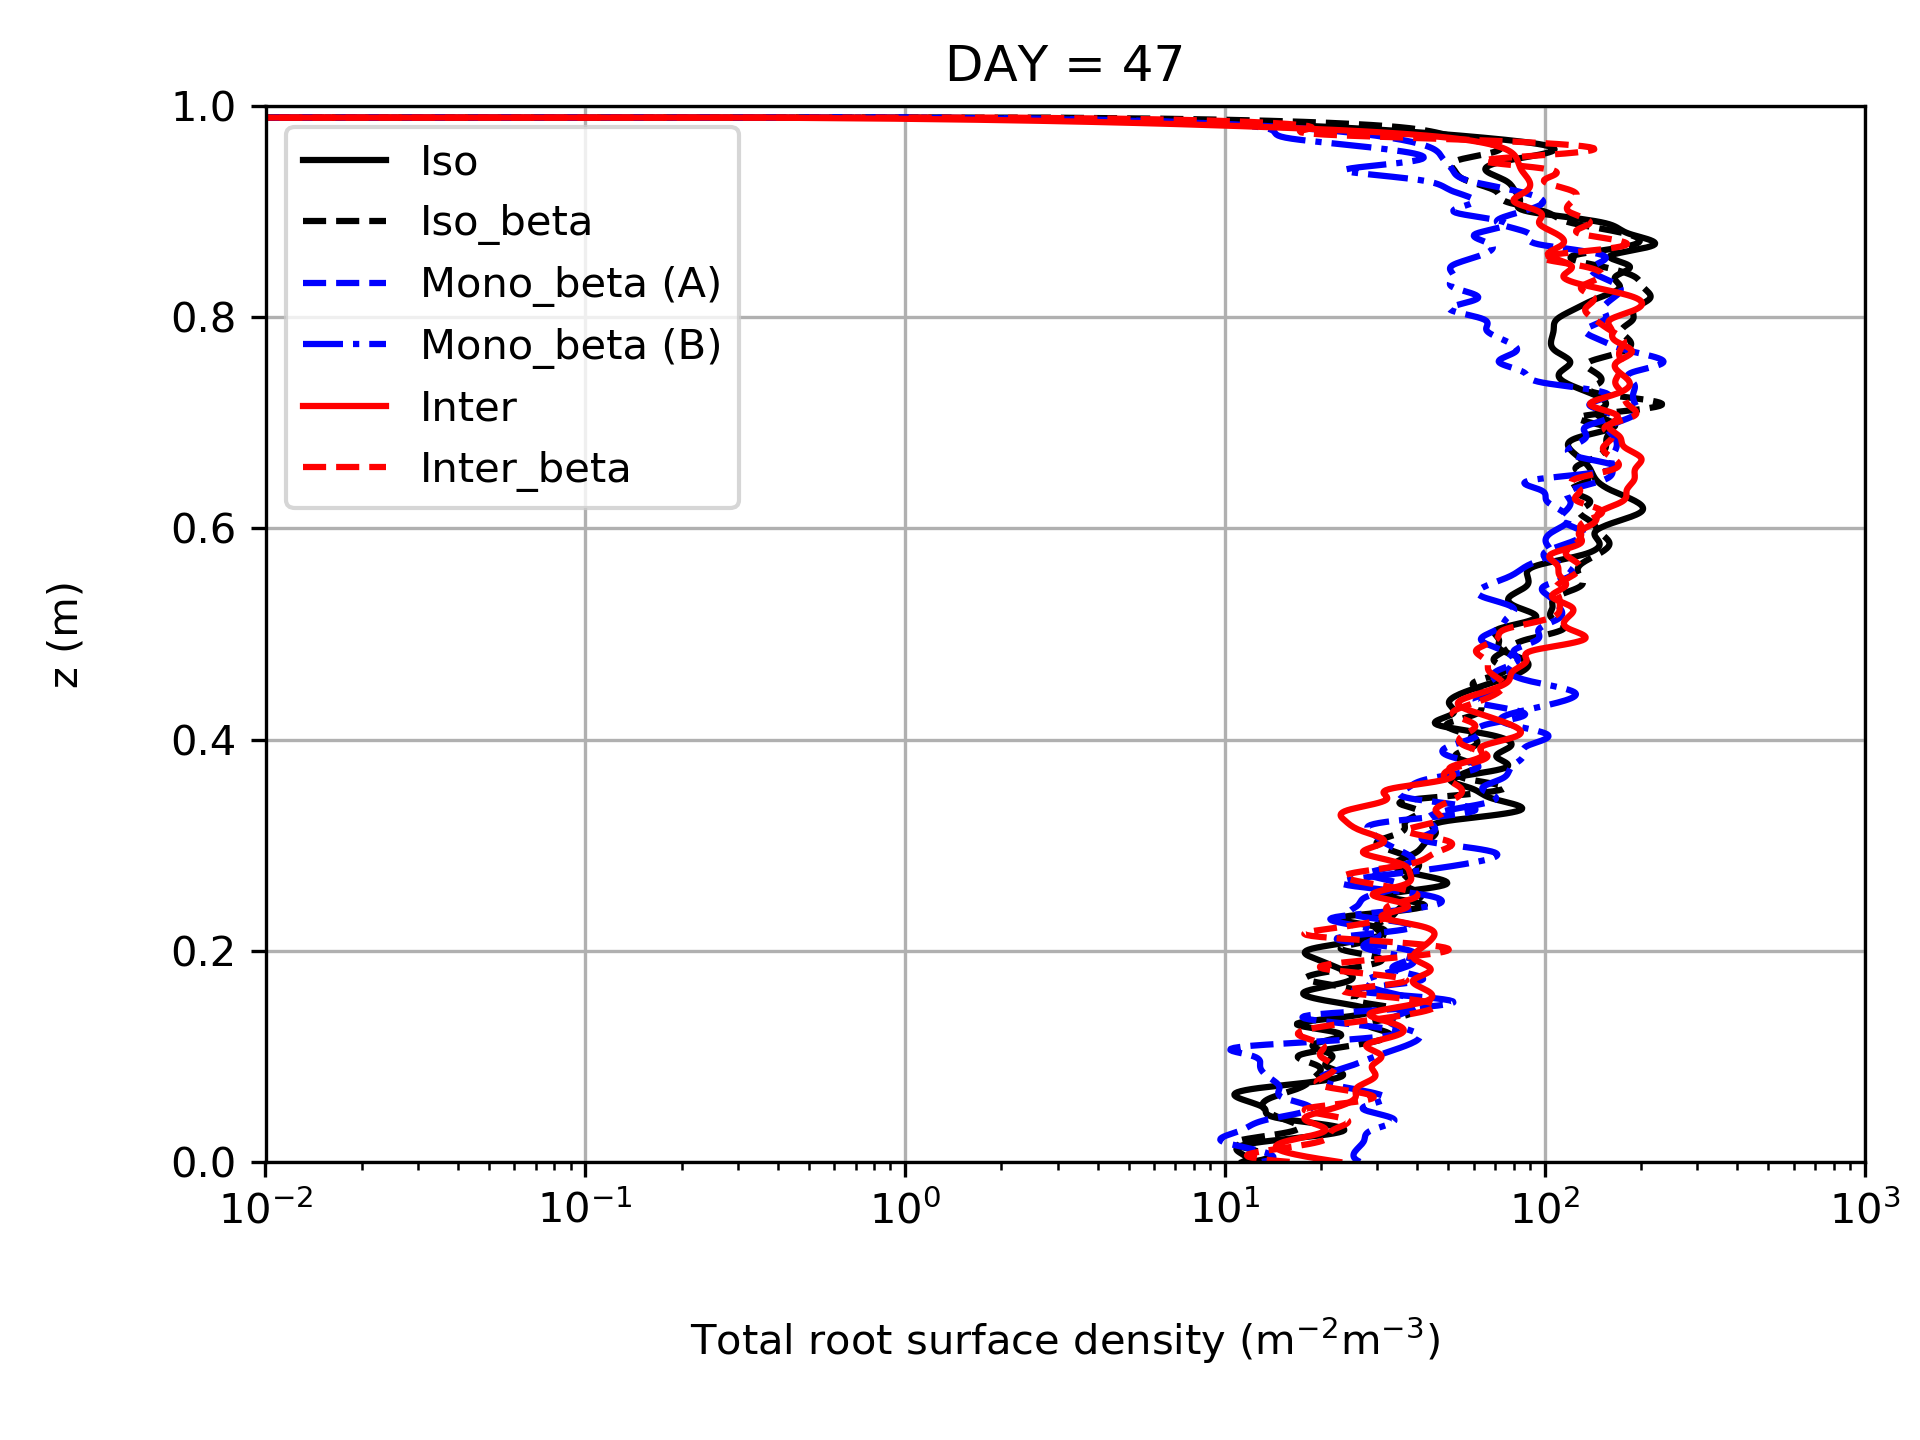 DAY = 47
1.0
0.8
0.6
0.4
0.2
0.0
z (m)
Iso
Iso_beta
Mono_beta (A)
Mono_beta (B)
Inter
Inter_beta
10⁻² 10⁻¹ 10⁰ 10¹ 10² 10³
Total root surface density (m⁻²m⁻³)